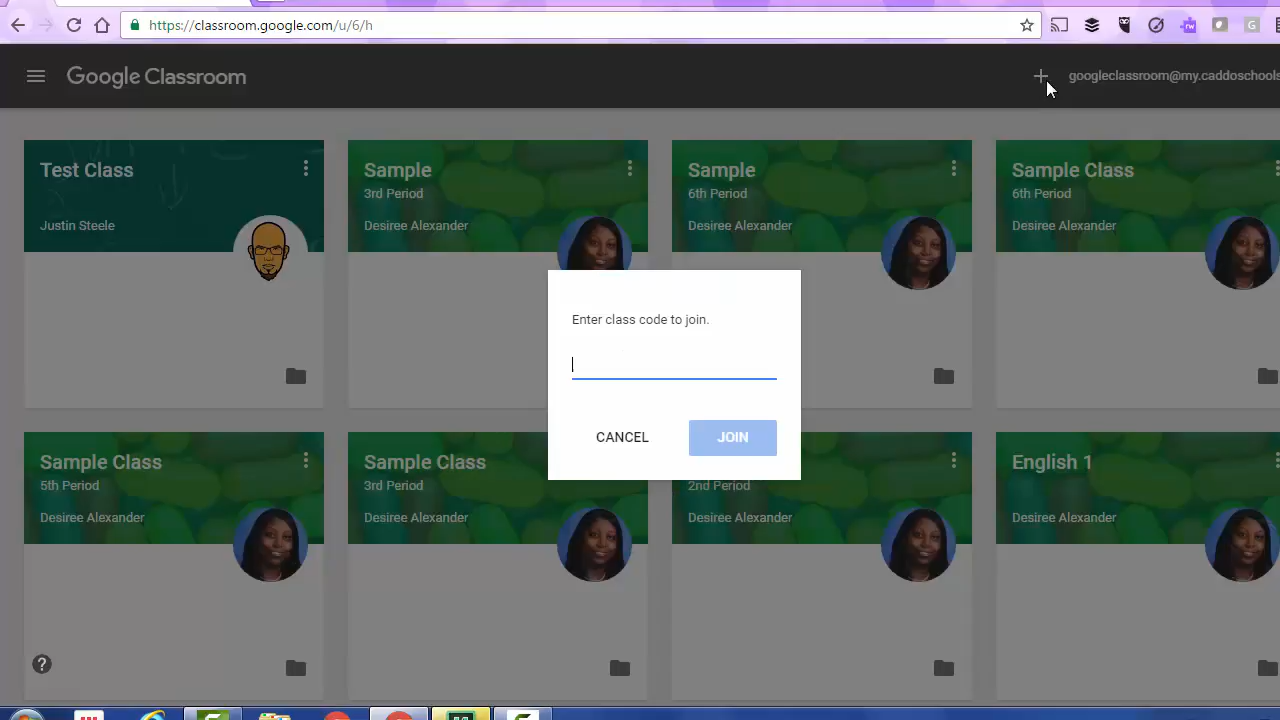 https://classroom.google.com/u/6/h
Google Classroom
googleclassroom@my.caddoschools
Test Class
Justin Steele
Sample
3rd Period
Desiree Alexander
Sample
6th Period
Desiree Alexander
Sample Class
6th Period
Desiree Alexander
Enter class code to join.
CANCEL
JOIN
Sample Class
5th Period
Desiree Alexander
Sample Class
3rd Period
Desiree Alexander
2nd Period
Desiree Alexander
English 1
Desiree Alexander
?